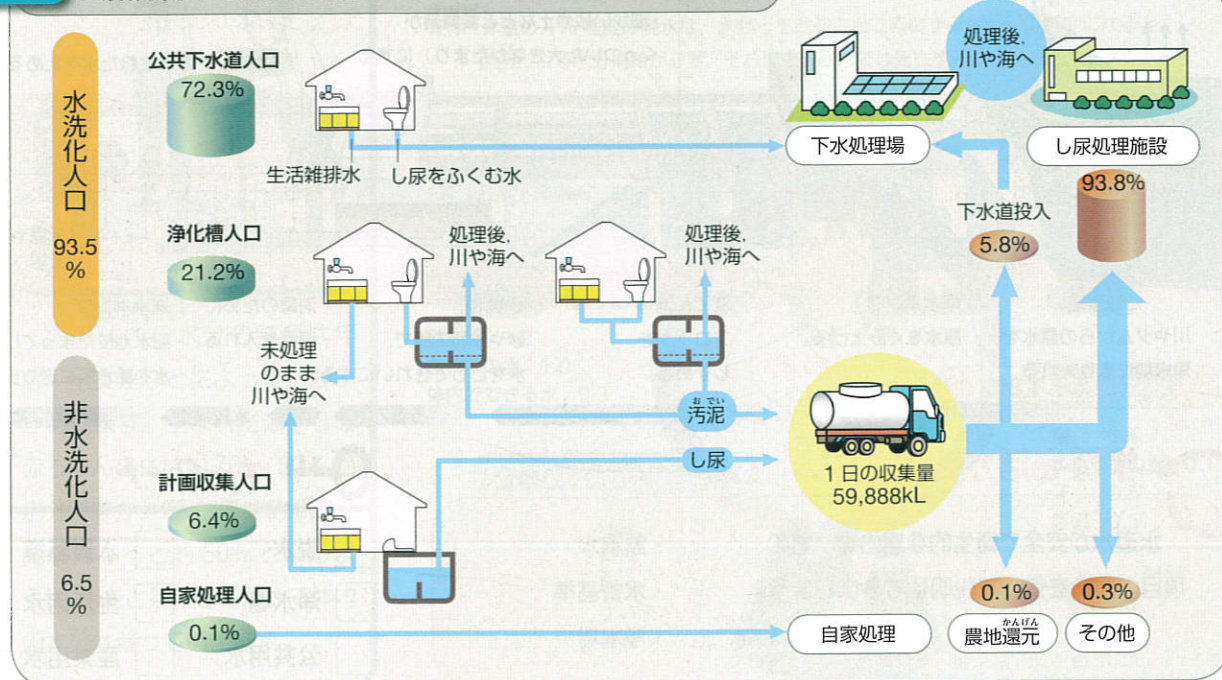 水洗化人口
93.5
%
非水洗化人口
6.5
%
公共下水道人口
72.3%
浄化槽人口
21.2%
計画収集人口
6.4%
自家処理人口
0.1%
生活雑排水
し尿をふくむ水
処理後,
川や海へ
処理後,
川や海へ
未処理
のまま
川や海へ
おでい
汚泥
し尿
1日の収集量
59,888kL
処理後,
川や海へ
下水処理場
し尿処理施設
93.8%
下水道投入
5.8%
自家処理
0.1%
かんげん
農地還元
0.3%
その他